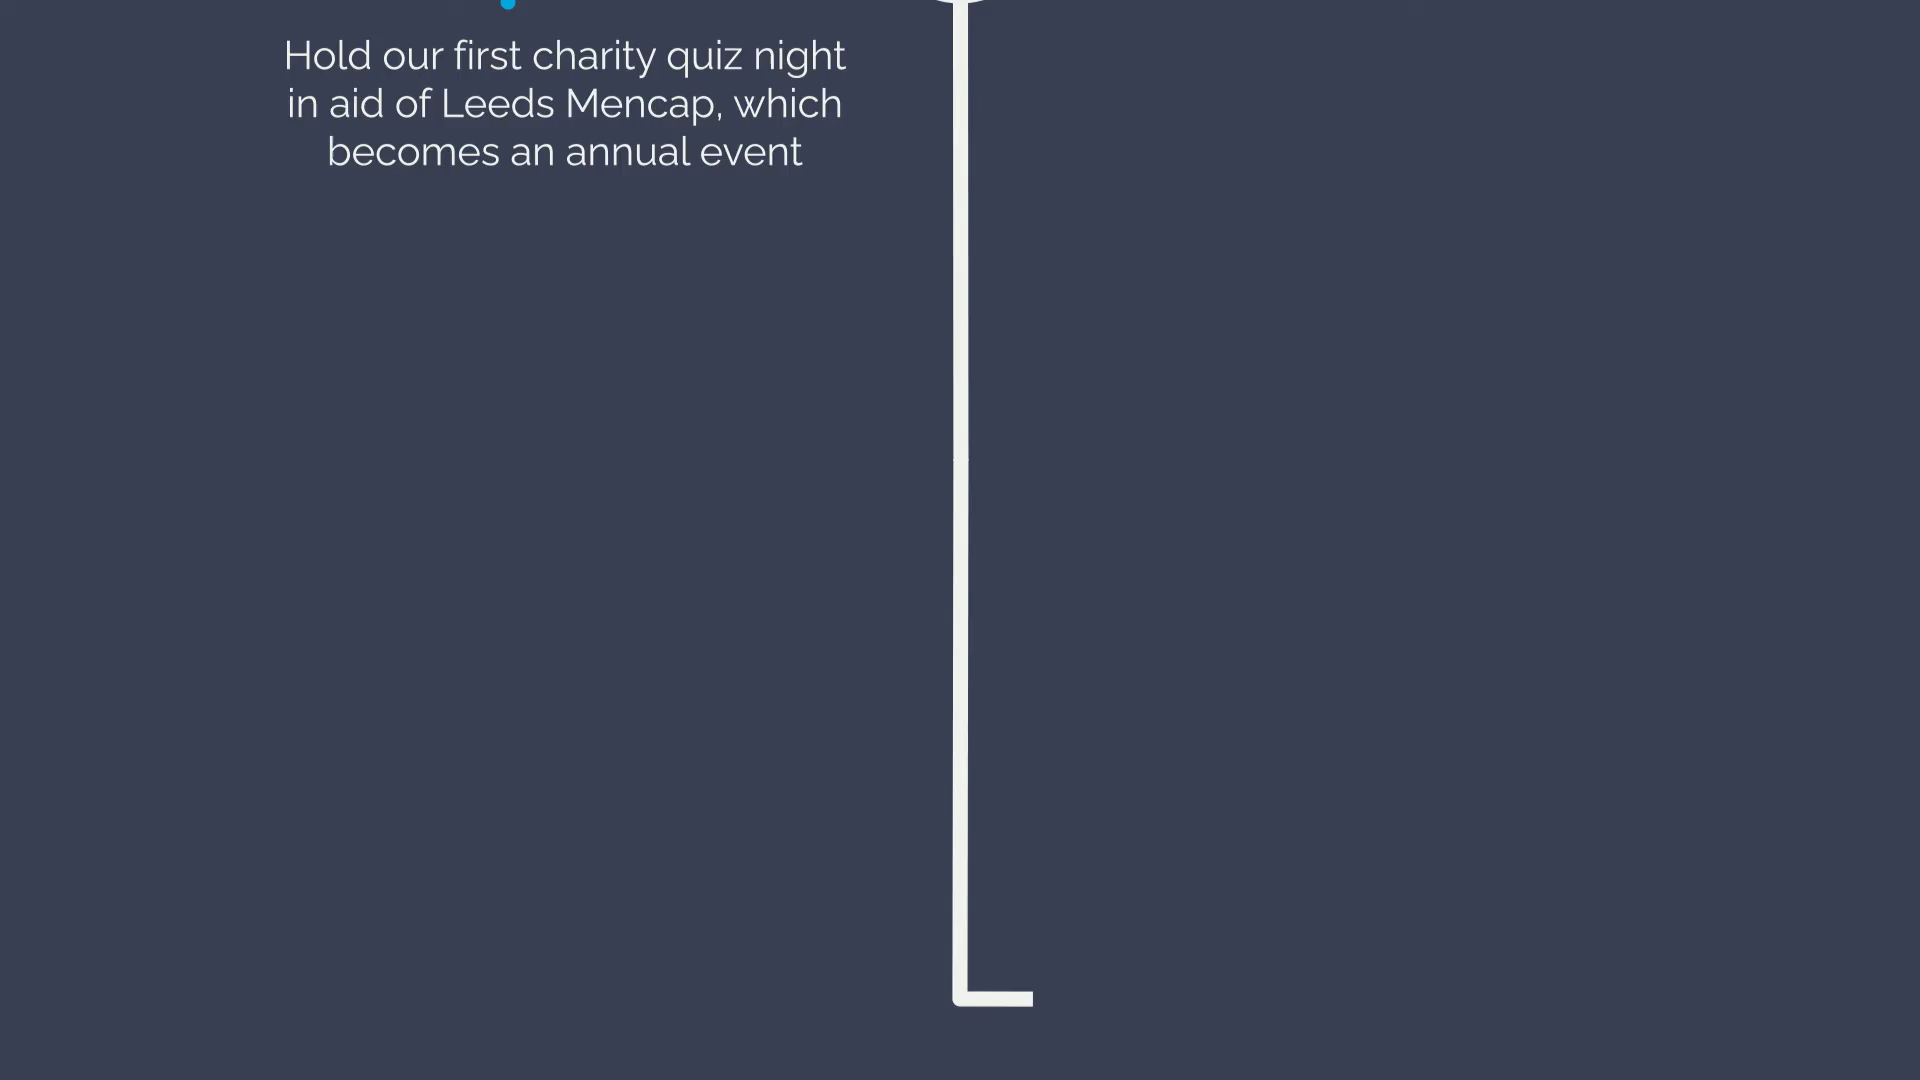 Hold our first charity quiz night
in aid of Leeds Mencap, which
becomes an annual event